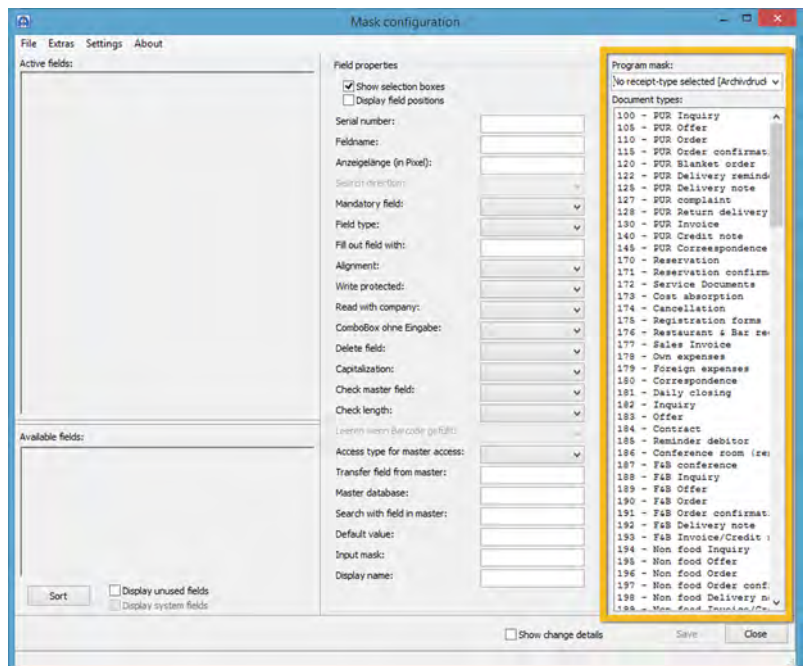 Mask configuration
File Extras Settings About
Active fields:
Available fields:
Sort
Display unused fields
Display system fields
Field properties
Show selection boxes
Display field positions
Serial number:
Feldname:
Anzeigelänge (in Pixel):
Search direction:
Mandatory field:
Field type:
Fill out field with:
Alignment:
Write protected:
Read with company:
ComboBox ohne Eingabe:
Delete field:
Capitalization:
Check master field:
Check length:
Leeren wenn Barcode gefüllt:
Access type for master access:
Transfer field from master:
Master database:
Search with field in master:
Default value:
Input mask:
Display name:
Program mask:
No receipt-type selected [Archivdruck
Document types:
100 - PUR Inquiry
105 - PUR Offer
110 - PUR Order
115 - PUR Order confirmat
120 - PUR Blanket order
122 - PUR Delivery remind
125 - PUR Delivery note
127 - PUR complaint
128 - PUR Return delivery
130 - PUR Invoice
140 - PUR Credit note
145 - PUR Correespondence
170 - Reservation
171 - Reservation confirm
172 - Service Documents
173 - Cost absorption
174 - Cancellation
175 - Registration forms
176 - Restaurant & Bar re
177 - Sales Invoice
178 - Own expenses
179 - Foreign expenses
180 - Correspondence
181 - Daily closing
182 - Inquiry
183 - Offer
184 - Contract
185 - Reminder debitor
186 - Conference room (re
187 - F&B conference
188 - F&B Inquiry
189 - F&B Offer
190 - F&B Order
191 - F&B Order confirmat
192 - F&B Delivery note
193 - F&B Invoice/Credit
194 - Non food Inquiry
195 - Non food Offer
196 - Non food Order
197 - Non food Order conf
198 - Non food Delivery n
199 - Non food Invoice/Cr
Show change details
Save
Close